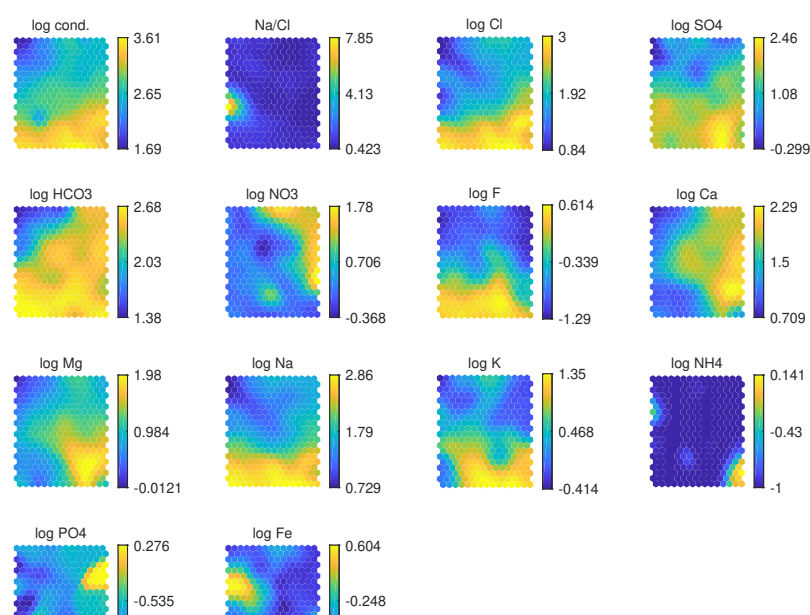 log cond.
3.61
2.65
1.69
Na/Cl
7.85
4.13
0.423
log Cl
3
1.92
0.84
log SO4
2.46
1.08
-0.299
log HCO3
2.68
2.03
1.38
log NO3
1.78
0.706
-0.368
log F
0.614
-0.339
-1.29
log Ca
2.29
1.5
0.709
log Mg
1.98
0.984
-0.0121
log Na
2.86
1.79
0.729
log K
1.35
0.468
-0.414
log NH4
0.141
-0.43
-1
log PO4
0.276
-0.535
log Fe
0.604
-0.248